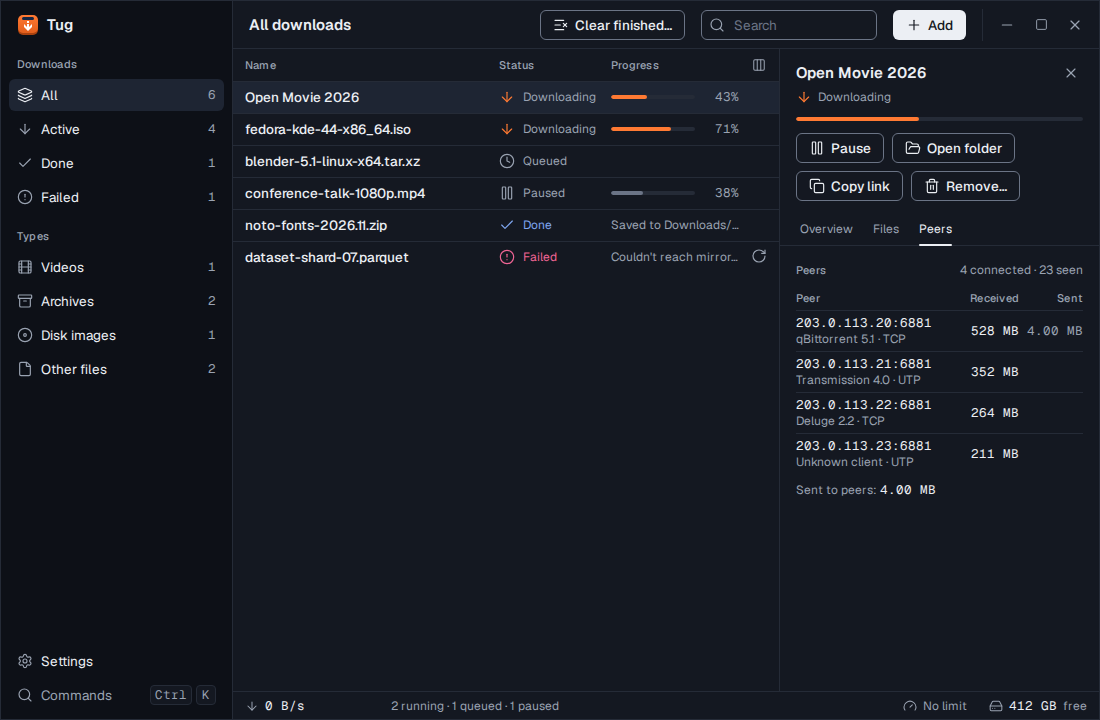 Tug
Downloads
All 6
Active 4
Done 1
Failed 1
Types
Videos 1
Archives 2
Disk images 1
Other files 2
Settings
Commands Ctrl K
All downloads Clear finished… Search Add
Name Status Progress
Open Movie 2026 Downloading 43%
fedora-kde-44-x86_64.iso Downloading 71%
blender-5.1-linux-x64.tar.xz Queued
conference-talk-1080p.mp4 Paused 38%
noto-fonts-2026.11.zip Done Saved to Downloads/…
dataset-shard-07.parquet Failed Couldn't reach mirror…
Open Movie 2026
Downloading
Pause Open folder
Copy link Remove…
Overview Files Peers
Peers 4 connected · 23 seen
Peer Received Sent
203.0.113.20:6881
qBittorrent 5.1 · TCP 528 MB 4.00 MB
203.0.113.21:6881
Transmission 4.0 · UTP 352 MB
203.0.113.22:6881
Deluge 2.2 · TCP 264 MB
203.0.113.23:6881
Unknown client · UTP 211 MB
Sent to peers: 4.00 MB
0 B/s 2 running · 1 queued · 1 paused No limit 412 GB free